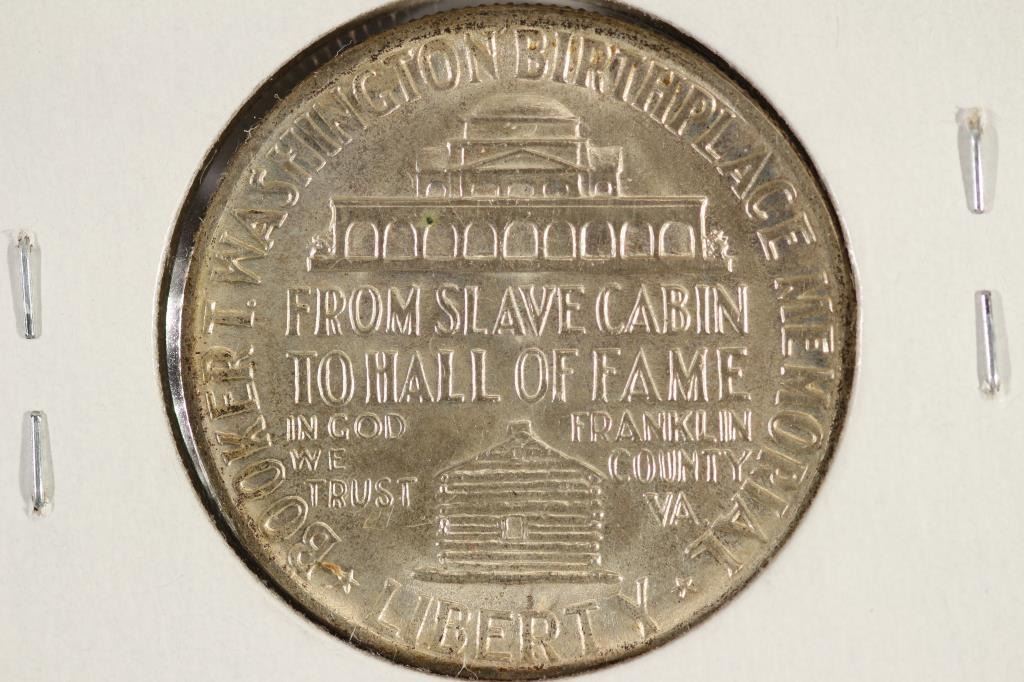 BOOKER T. WASHINGTON BIRTHPLACE MEMORIAL
FROM SLAVE CABIN
TO HALL OF FAME
IN GOD
WE
TRUST
FRANKLIN
COUNTY,
VA.
LIBERTY